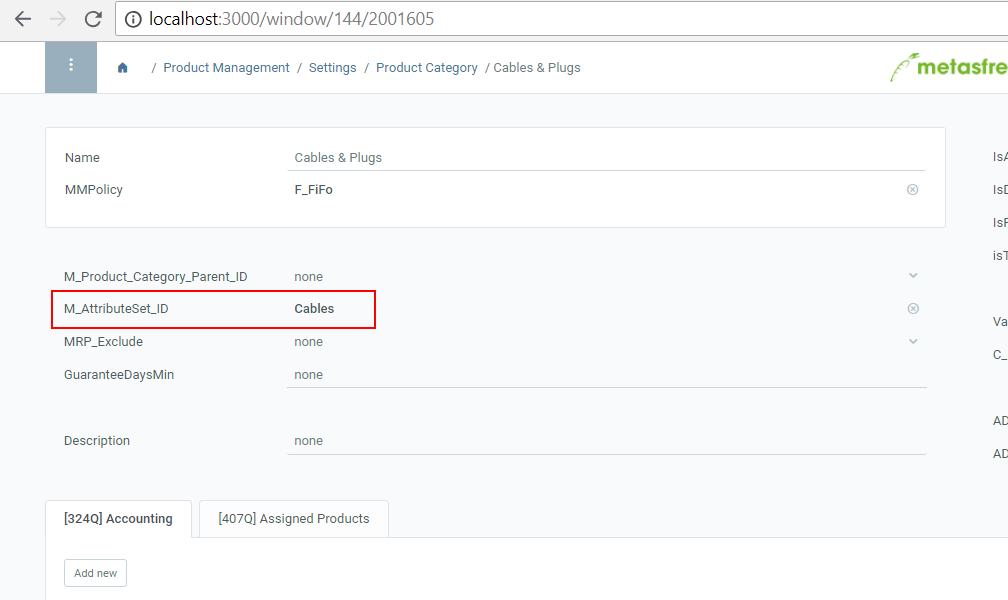 localhost:3000/window/144/2001605
/ Product Management / Settings / Product Category / Cables & Plugs
metasfre
Name Cables & Plugs
MMPolicy F_FiFo
M_Product_Category_Parent_ID none
M_AttributeSet_ID Cables
MRP_Exclude none
GuaranteeDaysMin none
Description none
IsA
IsD
IsF
isT
Va
C_
AD
AD
[324Q] Accounting [407Q] Assigned Products
Add new